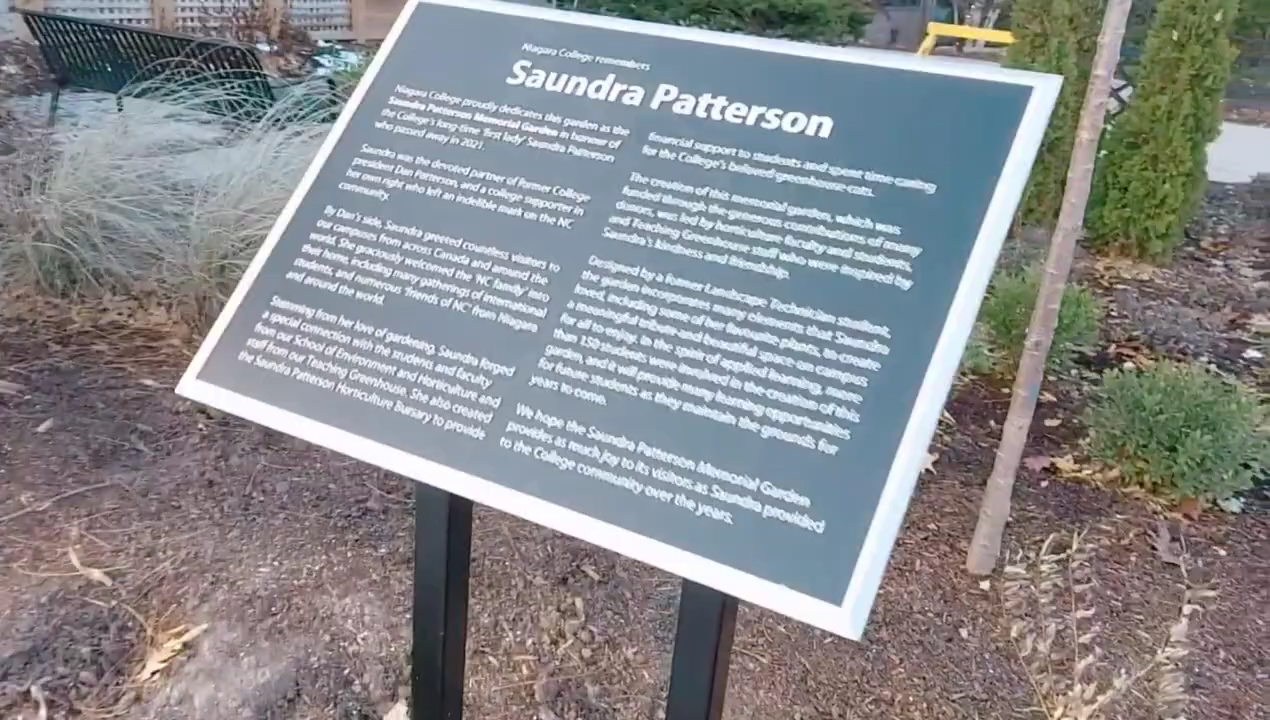 Niagara College remembers
Saundra Patterson
Niagara College proudly dedicates this garden as the
Saundra Patterson Memorial Garden in honour of
the College's long-time 'first lady' Saundra Patterson
who passed away in 2021.
Saundra was the devoted partner of former College
president Dan Patterson, and a college supporter in
her own right who left an indelible mark on the NC
community.
By Dan's side, Saundra greeted countless visitors to
our campuses from across Canada and around the
world. She graciously welcomed the 'NC family' into
their home, including many gatherings of international
students, and numerous 'friends of NC' from Niagara
and around the world.
Stemming from her love of gardening, Saundra forged
a special connection with the students and faculty
from our School of Environment and Horticulture and
staff from our Teaching Greenhouse. She also created
the Saundra Patterson Horticulture Bursary to provide
financial support to students and spent time caring
for the College's beloved greenhouse cats.
The creation of this memorial garden, which was
funded through the generous contributions of many
donors, was led by horticulture faculty and students,
and Teaching Greenhouse staff who were inspired by
Saundra's kindness and friendship.
Designed by a former Landscape Technician student,
the garden incorporates many elements that Saundra
loved, including some of her favourite plants, to create
a meaningful tribute and beautiful space on campus
for all to enjoy. In the spirit of applied learning, more
than 150 students were involved in the creation of this
garden, and it will provide many learning opportunities
for future students as they maintain the grounds for
years to come.
We hope the Saundra Patterson Memorial Garden
provides as much joy to its visitors as Saundra provided
to the College community over the years.